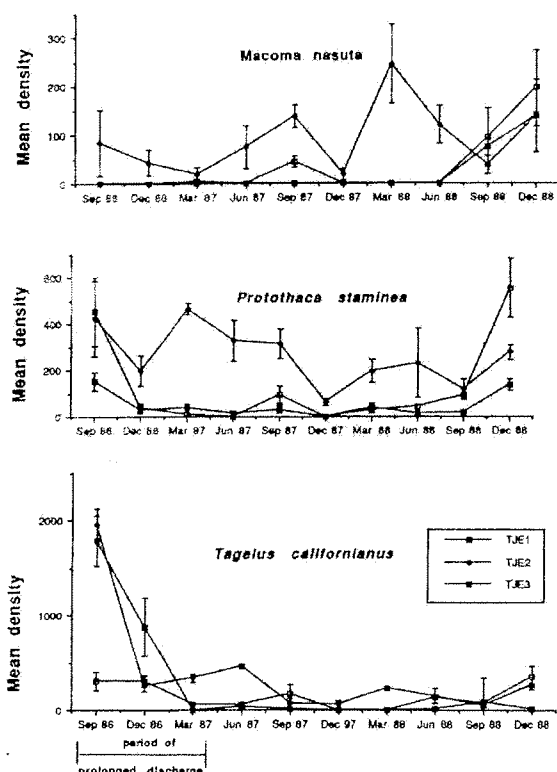 Macoma nasuta
Mean density
300
200
100
0
Sep 86 Dec 86 Mar 87 Jun 87 Sep 87 Dec 87 Mar 88 Jun 88 Sep 88 Dec 88
Protothaca staminea
Mean density
600
400
200
0
Sep 86 Dec 86 Mar 87 Jun 87 Sep 87 Dec 87 Mar 88 Jun 88 Sep 88 Dec 88
Tagelus californianus
Mean density
2000
1000
0
TJE1
TJE2
TJE3
Sep 86 Dec 86 Mar 87 Jun 87 Sep 87 Dec 87 Mar 88 Jun 88 Sep 88 Dec 88
period of
prolonged discharge